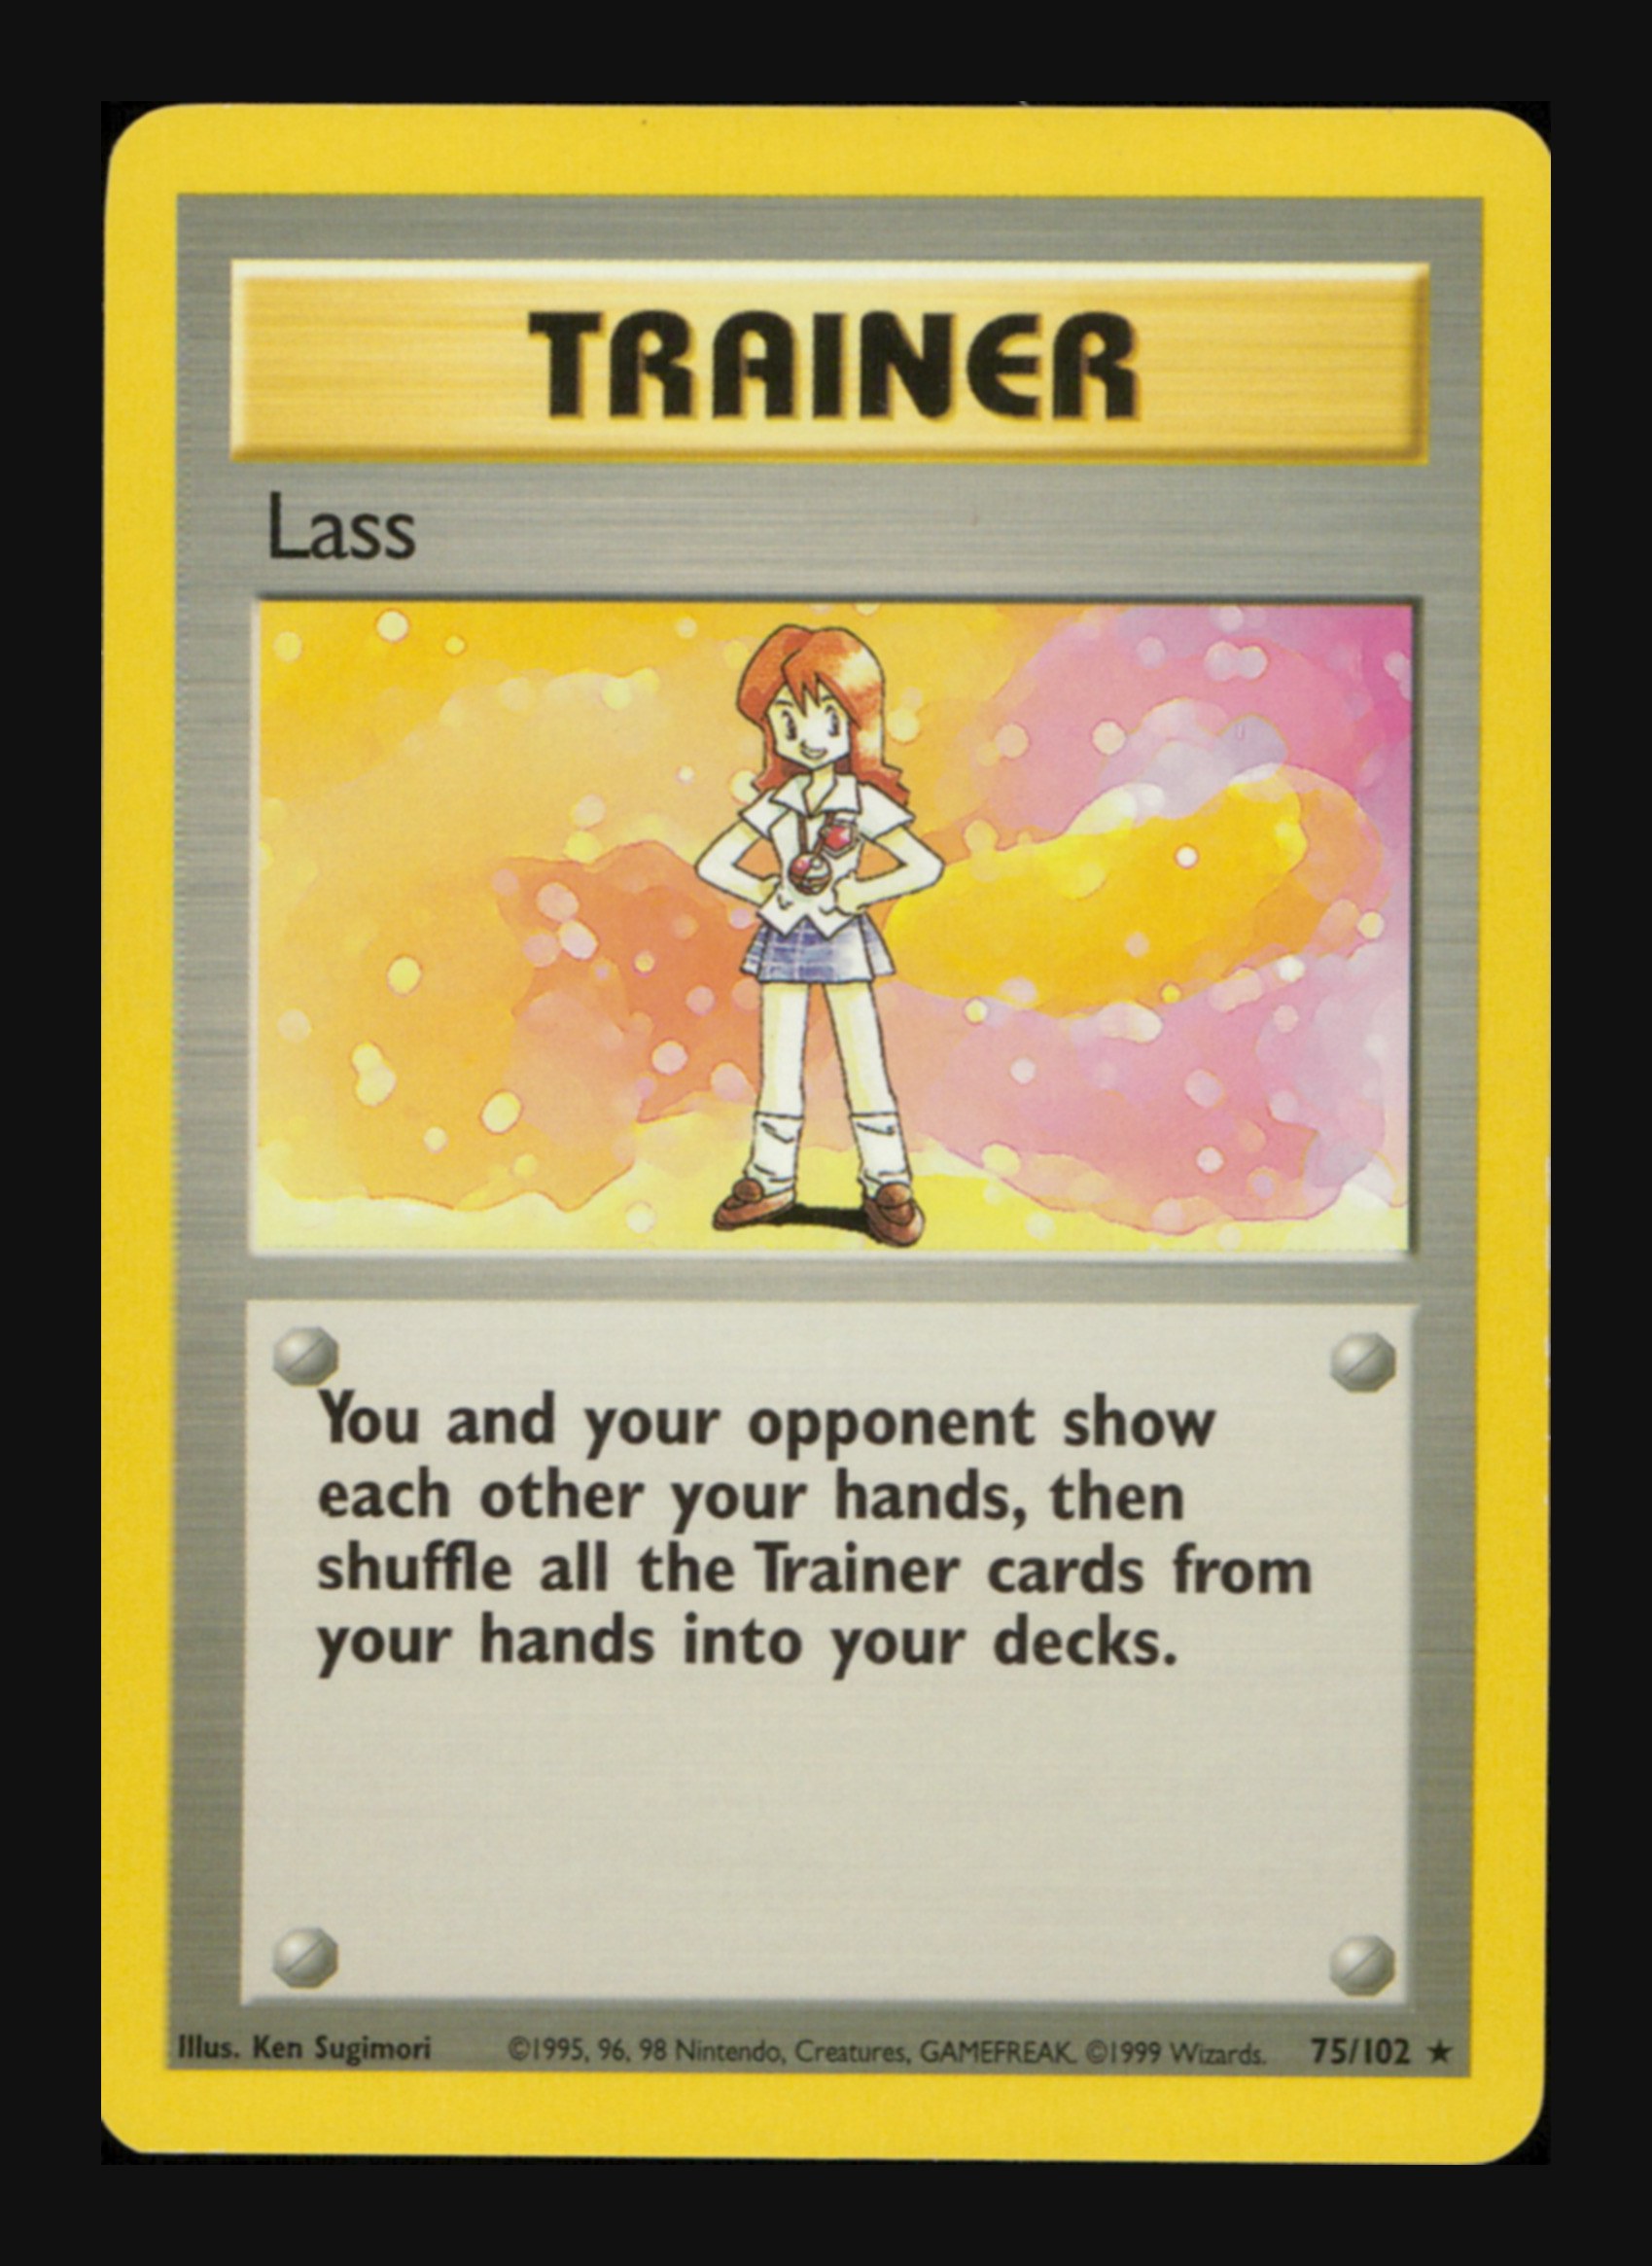 TRAINER
Lass
You and your opponent show
each other your hands, then
shuffle all the Trainer cards from
your hands into your decks.
Illus. Ken Sugimori ©1995, 96, 98 Nintendo, Creatures, GAMEFREAK. ©1999 Wizards. 75/102 ★